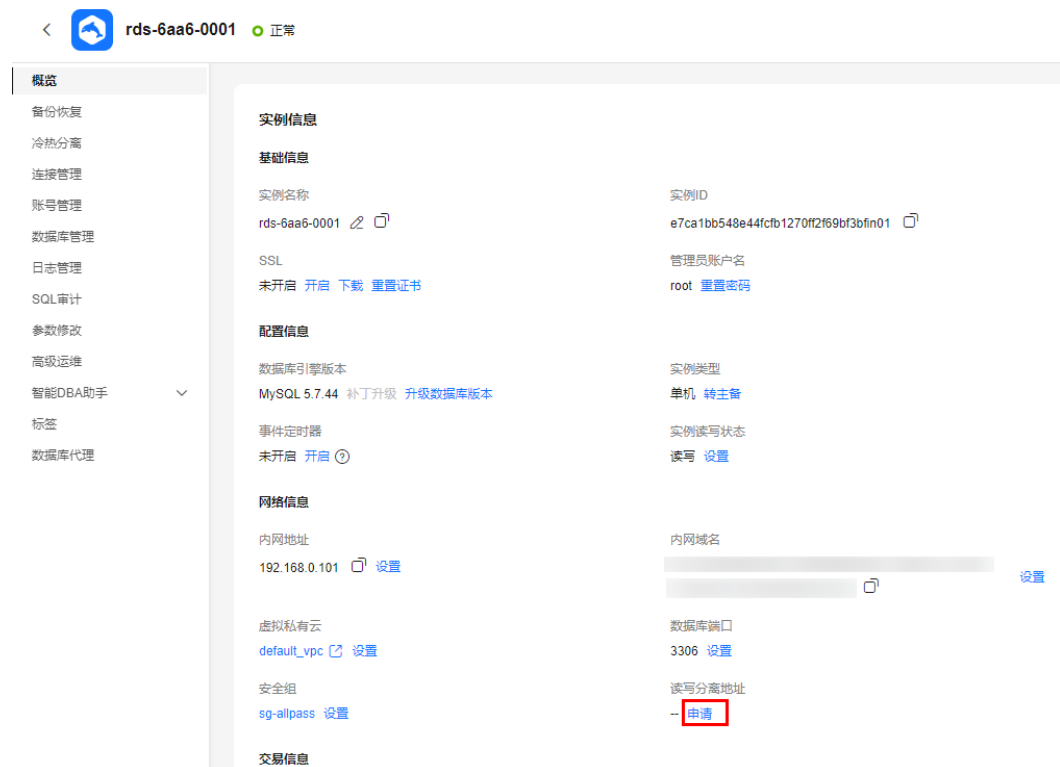 rds-6aa6-0001 正常
概览
备份恢复
冷热分离
连接管理
账号管理
数据库管理
日志管理
SQL审计
参数修改
高级运维
智能DBA助手
标签
数据库代理
实例信息
基础信息
实例名称
rds-6aa6-0001
实例ID
e7ca1bb548e44fcfb1270ff2f69bf3bfin01
SSL
未开启 开启 下载 重置证书
管理员账户名
root 重置密码
配置信息
数据库引擎版本
MySQL 5.7.44 补丁升级 升级数据库版本
实例类型
单机 转主备
事件定时器
未开启 开启
实例读写状态
读写 设置
网络信息
内网地址
192.168.0.101 设置
内网域名
设置
虚拟私有云
default_vpc 设置
数据库端口
3306 设置
安全组
sg-allpass 设置
读写分离地址
-- 申请
交易信息